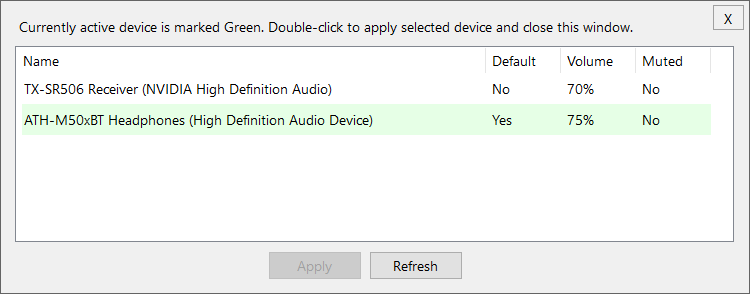 Currently active device is marked Green. Double-click to apply selected device and close this window.
X
Name Default Volume Muted
TX-SR506 Receiver (NVIDIA High Definition Audio) No 70% No
ATH-M50xBT Headphones (High Definition Audio Device) Yes 75% No
Apply Refresh